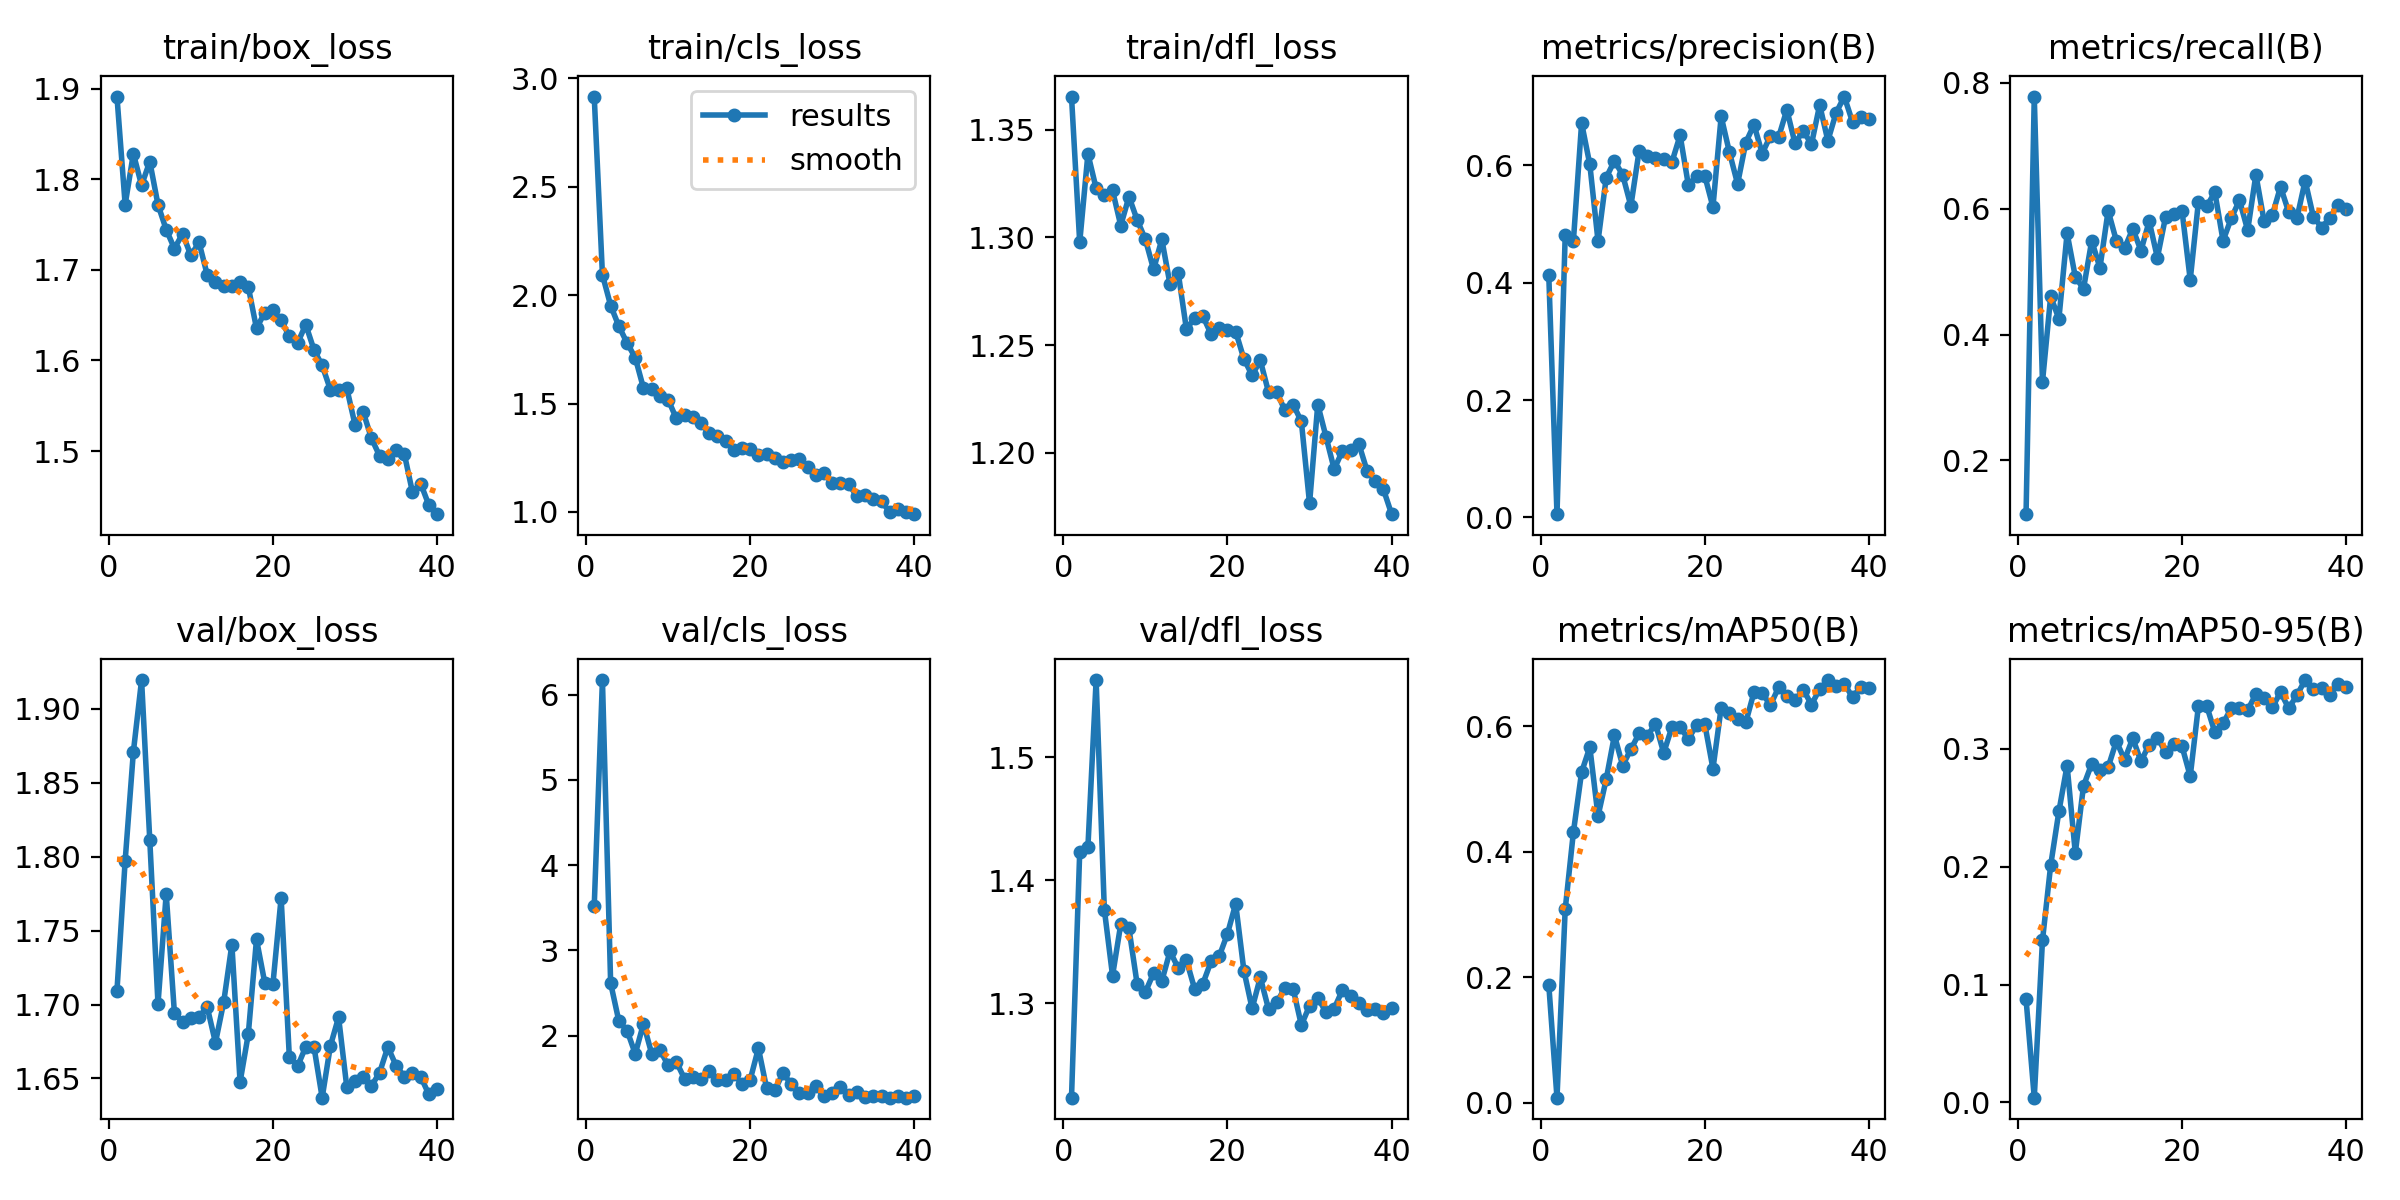 train/box_loss
1.9
1.8
1.7
1.6
1.5
0 20 40
train/cls_loss
3.0
2.5
2.0
1.5
1.0
results
smooth
0 20 40
train/dfl_loss
1.35
1.30
1.25
1.20
0 20 40
metrics/precision(B)
0.6
0.4
0.2
0.0
0 20 40
metrics/recall(B)
0.8
0.6
0.4
0.2
0 20 40
val/box_loss
1.90
1.85
1.80
1.75
1.70
1.65
0 20 40
val/cls_loss
6
5
4
3
2
0 20 40
val/dfl_loss
1.5
1.4
1.3
0 20 40
metrics/mAP50(B)
0.6
0.4
0.2
0.0
0 20 40
metrics/mAP50-95(B)
0.3
0.2
0.1
0.0
0 20 40